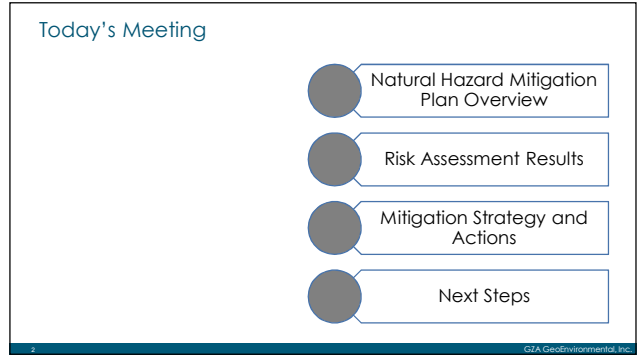 Today's Meeting
Natural Hazard Mitigation
Plan Overview
Risk Assessment Results
Mitigation Strategy and
Actions
Next Steps
2
GZA GeoEnvironmental, Inc.